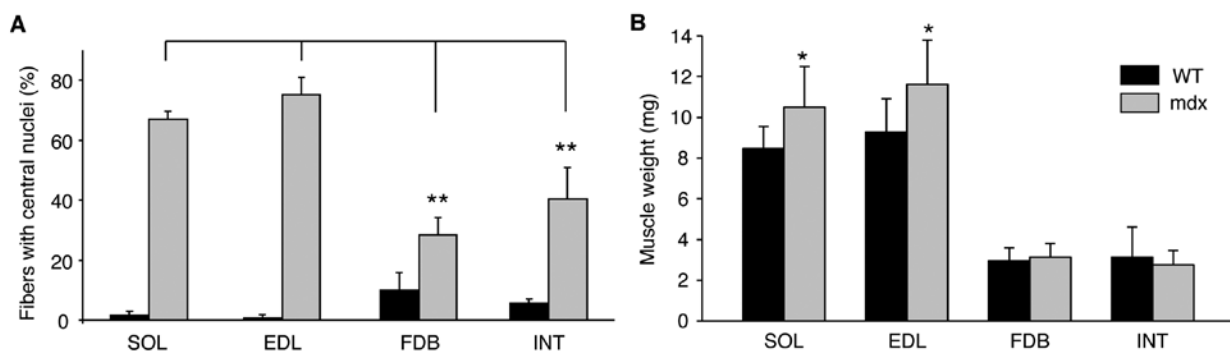 A
Fibers with central nuclei (%)
80
60
40
20
0
**
**
SOL EDL FDB INT
B
Muscle weight (mg)
14
12
10
8
6
4
2
0
*
*
WT
mdx
SOL EDL FDB INT